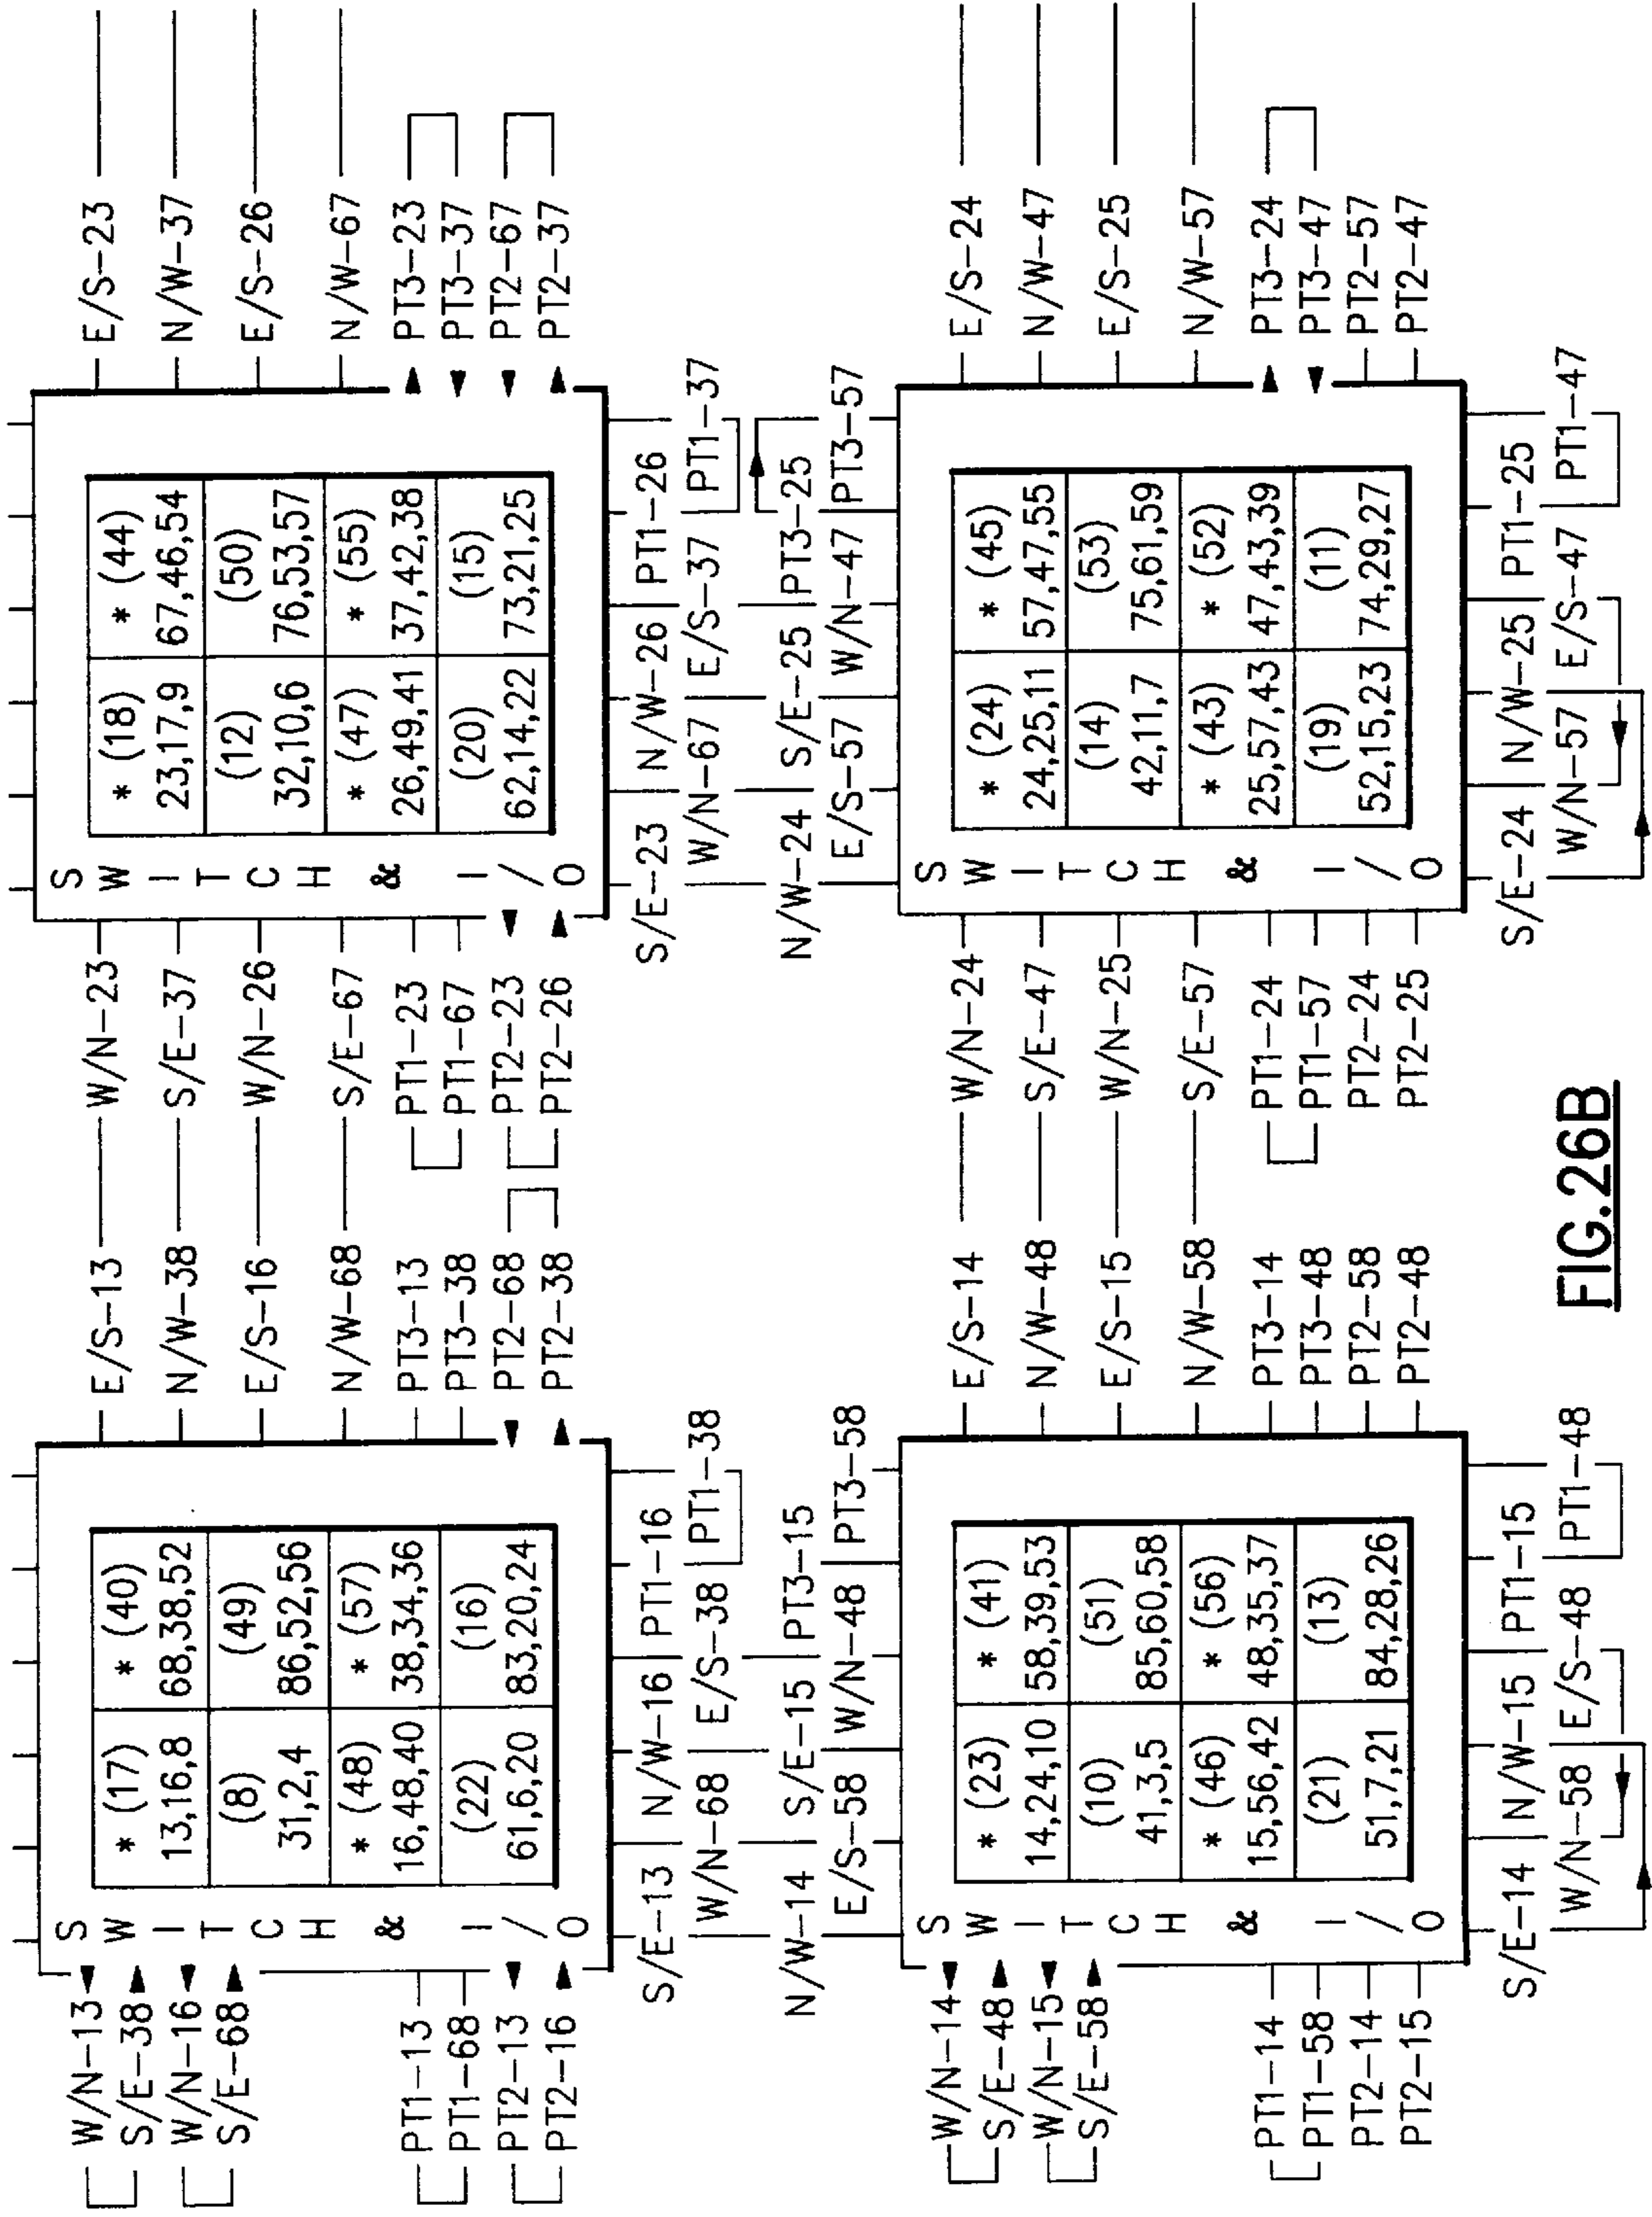 W/N-13
S/E-38
W/N-16
S/E-68
PT1-13
PT1-68
PT2-13
PT2-16
SWITCH & I/O
* (17) * (40)
13,16,8 68,38,52
(8) (49)
31,2,4 86,52,56
* (48) * (57)
16,48,40 38,34,36
(22) (16)
61,6,20 83,20,24
E/S-13
N/W-38
E/S-16
N/W-68
PT3-13
PT3-38
PT2-68
PT2-38
S/E-13 N/W-16 PT1-16
W/N-68 E/S-38 PT1-38
W/N-23
S/E-37
W/N-26
S/E-67
PT1-23
PT1-67
PT2-23
PT2-26
SWITCH & I/O
* (18) * (44)
23,17,9 67,46,54
(12) (50)
32,10,6 76,53,57
* (47) * (55)
26,49,41 37,42,38
(20) (15)
62,14,22 73,21,25
E/S-23
N/W-37
E/S-26
N/W-67
PT3-23
PT3-37
PT2-67
PT2-37
S/E-23 N/W-26 PT1-26
W/N-67 E/S-37 PT1-37
N/W-14 S/E-15 PT3-15
E/S-58 W/N-48 PT3-58
W/N-14
S/E-48
W/N-15
S/E-58
PT1-14
PT1-58
PT2-14
PT2-15
SWITCH & I/O
* (23) * (41)
14,24,10 58,39,53
(10) (51)
41,3,5 85,60,58
* (46) * (56)
15,56,42 48,35,37
(21) (13)
51,7,21 84,28,26
E/S-14
N/W-48
E/S-15
N/W-58
PT3-14
PT3-48
PT2-58
PT2-48
S/E-14 N/W-15 PT1-15
W/N-58 E/S-48 PT1-48
N/W-24 S/E-25 PT3-25
E/S-57 W/N-47 PT3-57
W/N-24
S/E-47
W/N-25
S/E-57
PT1-24
PT1-57
PT2-24
PT2-25
SWITCH & I/O
* (24) * (45)
24,25,11 57,47,55
(14) (53)
42,11,7 75,61,59
* (43) * (52)
25,57,43 47,43,39
(19) (11)
52,15,23 74,29,27
E/S-24
N/W-47
E/S-25
N/W-57
PT3-24
PT3-47
PT2-57
PT2-47
S/E-24 N/W-25 PT1-25
W/N-57 E/S-47 PT1-47
FIG.26B